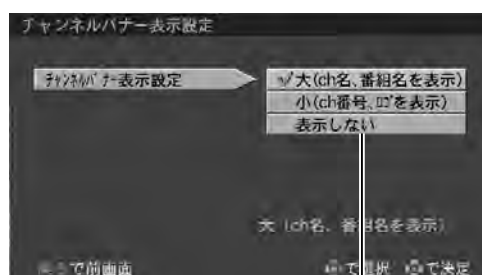 チャンネルバナー表示設定
ﾁｬﾝﾈﾙﾊﾞﾅｰ表示設定
大(ch名、番組名を表示)
小(ch番号、ﾛｺﾞを表示)
表示しない
大（ch名、番組名を表示）
で前画面
で選択 で決定